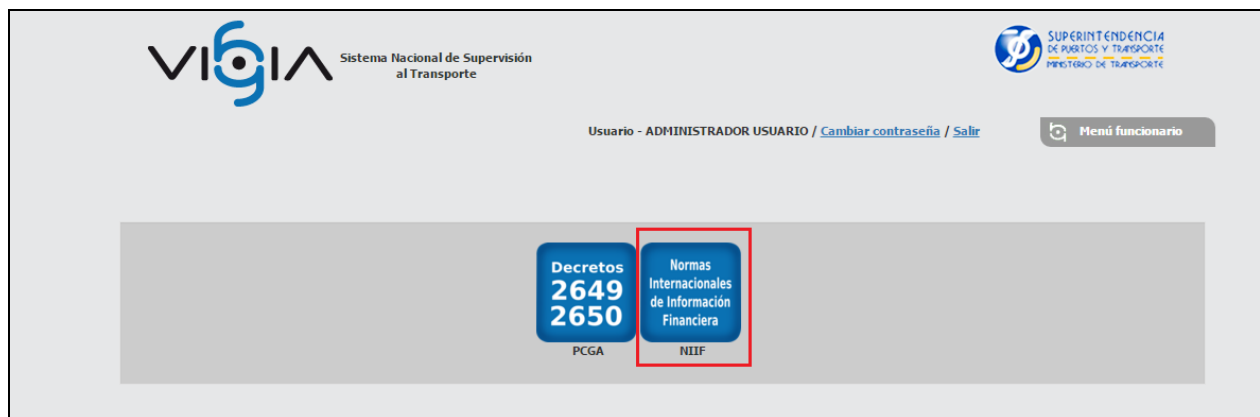 VIGIA
Sistema Nacional de Supervisión
al Transporte
SUPERINTENDENCIA
DE PUERTOS Y TRANSPORTE
MINISTERIO DE TRANSPORTE
Usuario - ADMINISTRADOR USUARIO / Cambiar contraseña / Salir
Menú funcionario
Decretos
2649
2650
PCGA
Normas
Internacionales
de Información
Financiera
NIIF